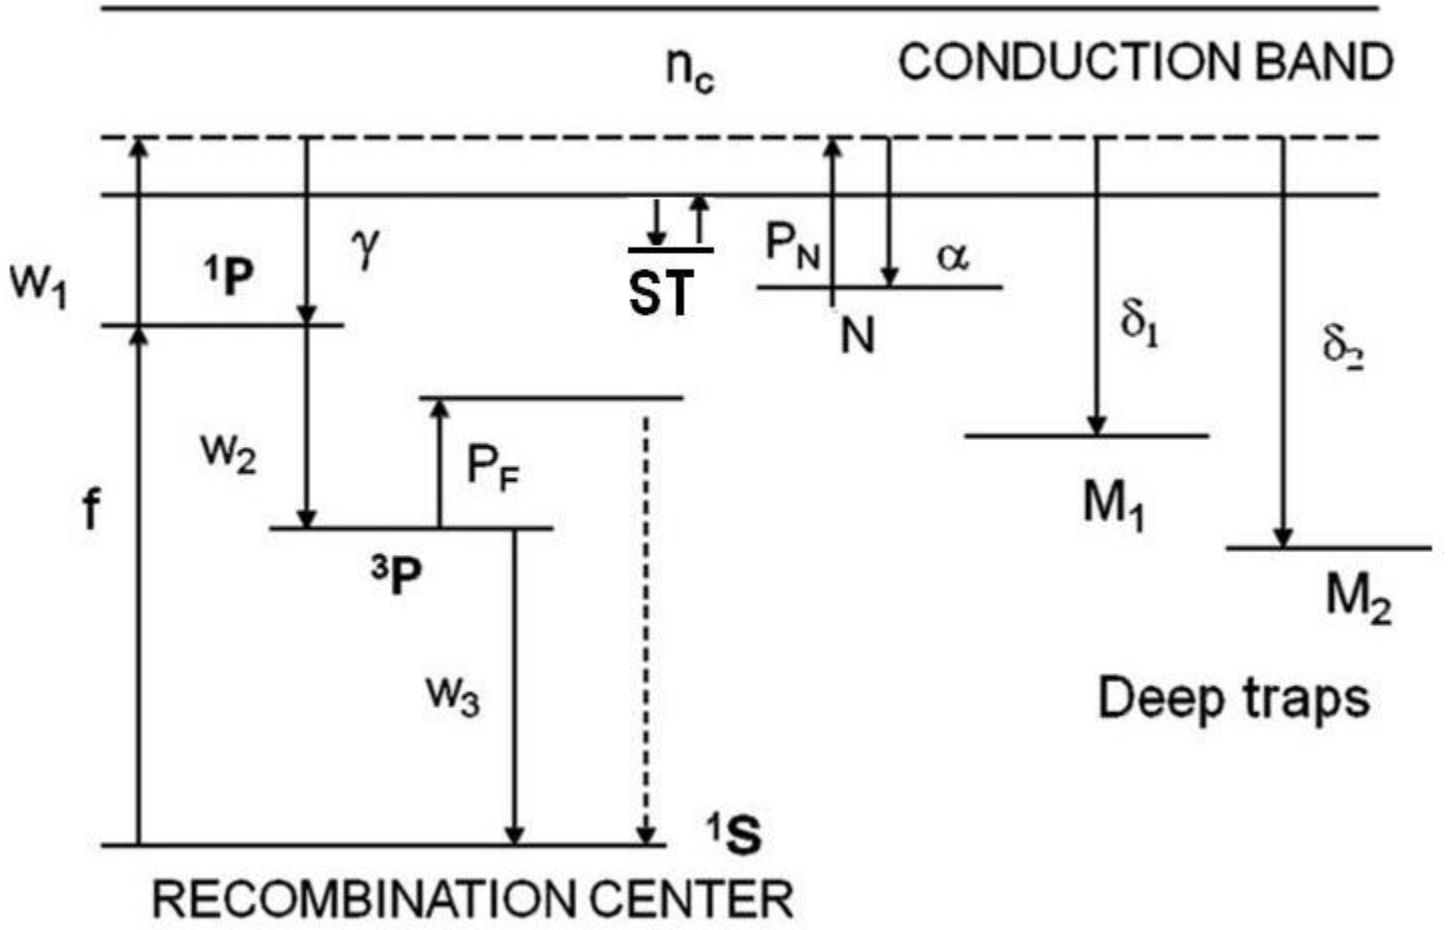 n_c
CONDUCTION BAND
W_1
¹P
γ
ST
P_N
α
N
δ_1
δ_2
W_2
P_F
f
M_1
³P
M_2
W_3
Deep traps
¹S
RECOMBINATION CENTER